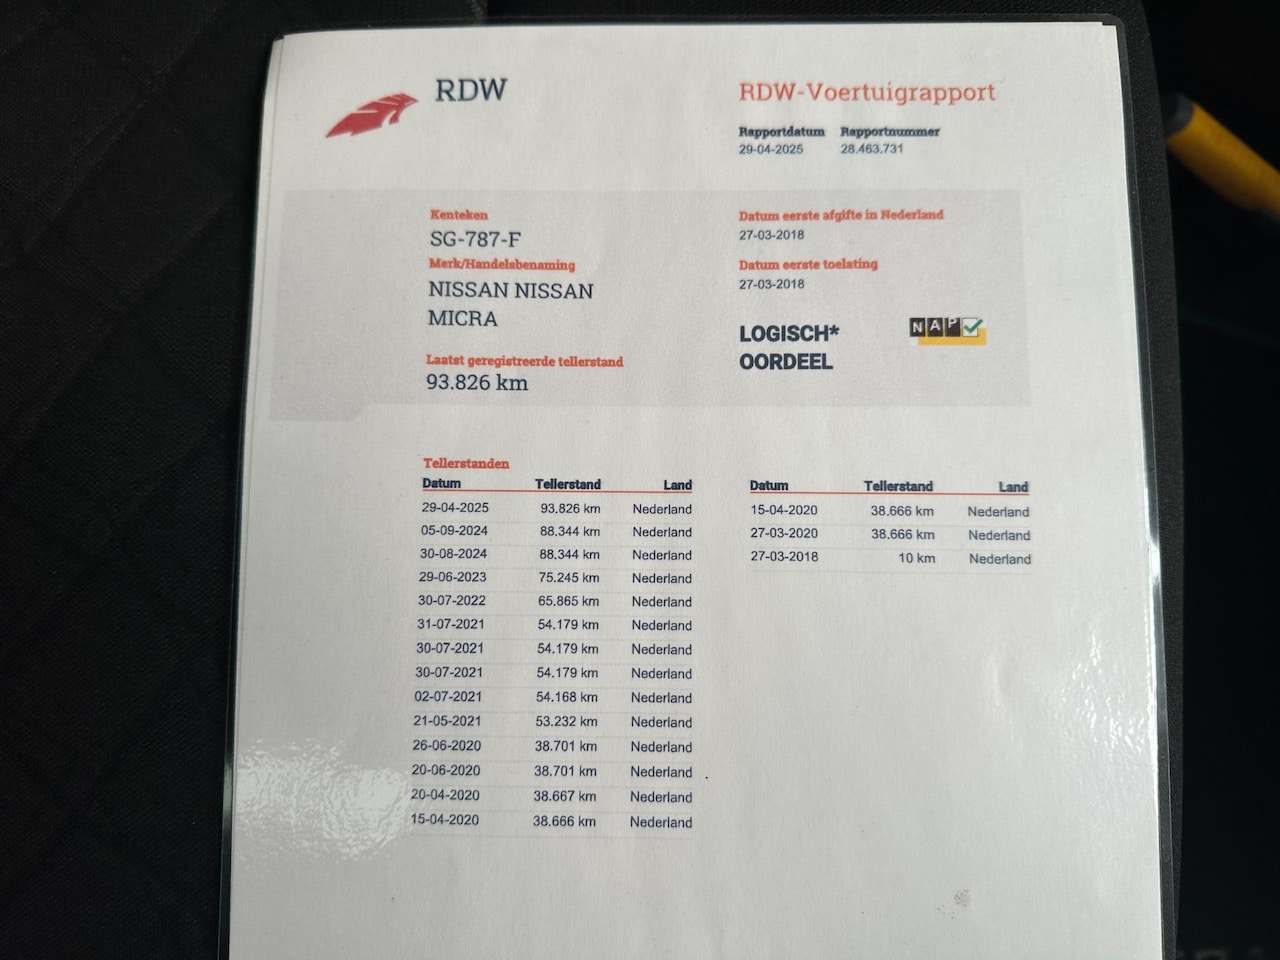 RDW
RDW-Voertuigrapport
Rapportdatum Rapportnummer
29-04-2025 28.463.731
Kenteken
SG-787-F
Merk/Handelsbenaming
NISSAN NISSAN
MICRA
Laatst geregistreerde tellerstand
93.826 km
Datum eerste afgifte in Nederland
27-03-2018
Datum eerste toelating
27-03-2018
LOGISCH*
OORDEEL
NAP
Tellerstanden
Datum Tellerstand Land
29-04-2025 93.826 km Nederland
05-09-2024 88.344 km Nederland
30-08-2024 88.344 km Nederland
29-06-2023 75.245 km Nederland
30-07-2022 65.865 km Nederland
31-07-2021 54.179 km Nederland
30-07-2021 54.179 km Nederland
30-07-2021 54.179 km Nederland
02-07-2021 54.168 km Nederland
21-05-2021 53.232 km Nederland
26-06-2020 38.701 km Nederland
20-06-2020 38.701 km Nederland
20-04-2020 38.667 km Nederland
15-04-2020 38.666 km Nederland
Datum Tellerstand Land
15-04-2020 38.666 km Nederland
27-03-2020 38.666 km Nederland
27-03-2018 10 km Nederland